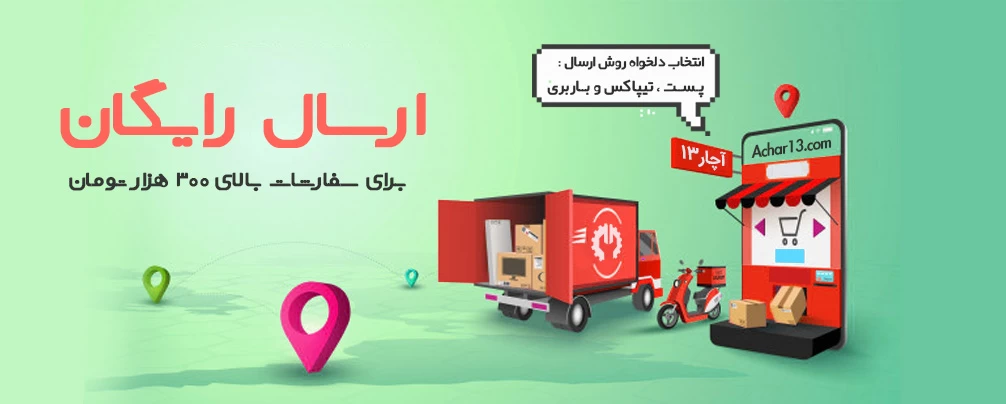 ارسال رایگان
برای سفارشات بالای ۳۰۰ هزار تومان
انتخاب دلخواه روش ارسال :
پست ، تیپاکس و باربری
آچار۱۳
Achar13.com